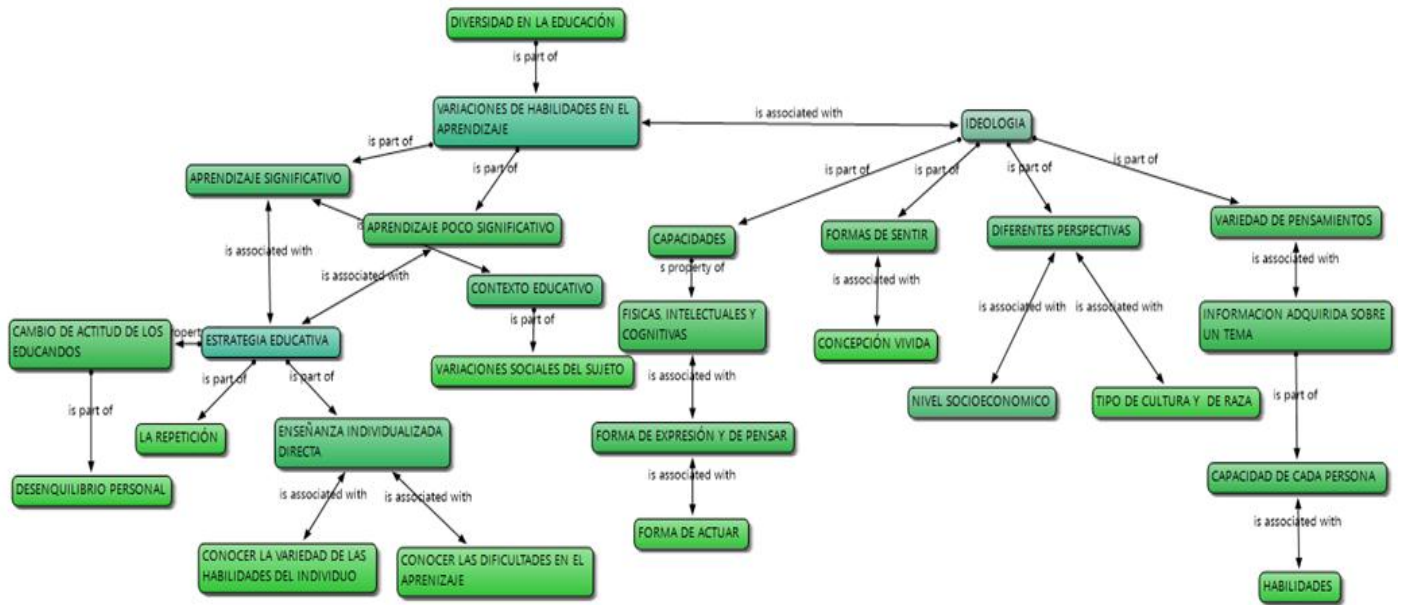 DIVERSIDAD EN LA EDUCACIÓN
is part of
VARIACIONES DE HABILIDADES EN EL
APRENDIZAJE
is associated with
IDEOLOGIA
is part of
is part of
is part of
is part of
is part of
is part of
APRENDIZAJE SIGNIFICATIVO
APRENDIZAJE POCO SIGNIFICATIVO
is associated with
is associated with
CAPACIDADES
FORMAS DE SENTIR
DIFERENTES PERSPECTIVAS
VARIEDAD DE PENSAMIENTOS
s property of
is associated with
is associated with
is associated with
is associated with
CONTEXTO EDUCATIVO
is part of
VARIACIONES SOCIALES DEL SUJETO
FISICAS, INTELECTUALES Y
COGNITIVAS
CONCEPCIÓN VIVIDA
INFORMACION ADQUIRIDA SOBRE
UN TEMA
CAMBIO DE ACTITUD DE LOS
EDUCANDOS
ESTRATEGIA EDUCATIVA
is part of
is part of
is part of
is associated with
NIVEL SOCIOECONOMICO
TIPO DE CULTURA Y  DE RAZA
is part of
LA REPETICIÓN
ENSEÑANZA INDIVIDUALIZADA
DIRECTA
FORMA DE EXPRESIÓN Y DE PENSAR
DESENQUILIBRIO PERSONAL
is associated with
is associated with
is associated with
CAPACIDAD DE CADA PERSONA
is associated with
FORMA DE ACTUAR
CONOCER LA VARIEDAD DE LAS
HABILIDADES DEL INDIVIDUO
CONOCER LAS DIFICULTADES EN EL
APRENIZAJE
HABILIDADES